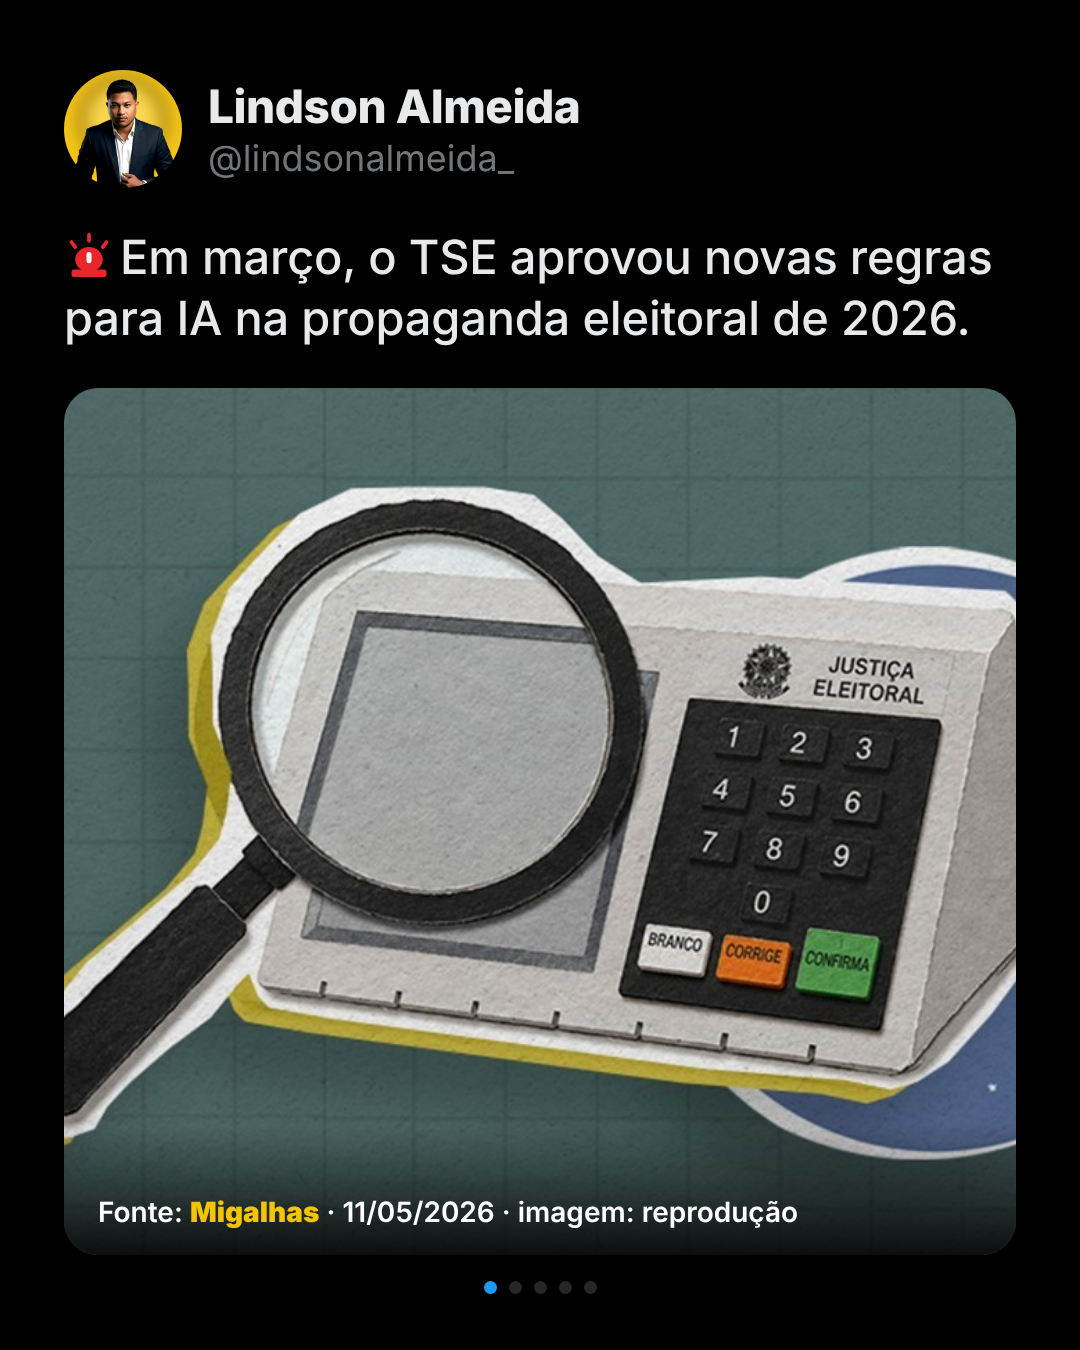 Lindson Almeida
@lindsonalmeida_
🚨Em março, o TSE aprovou novas regras
para IA na propaganda eleitoral de 2026.
JUSTIÇA
ELEITORAL
1 2 3
4 5 6
7 8 9
0
BRANCO CORRIGE CONFIRMA
Fonte: Migalhas · 11/05/2026 · imagem: reprodução